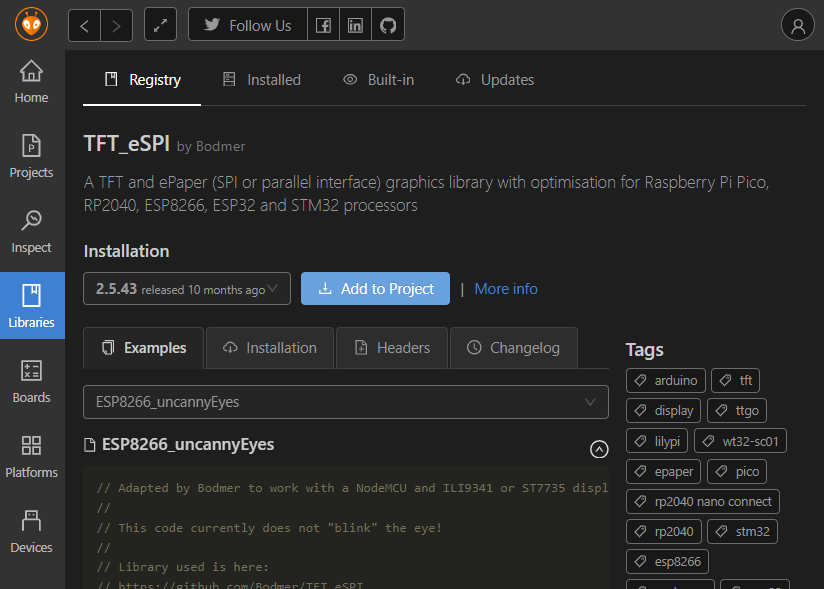 Follow Us
Home
Projects
Inspect
Libraries
Boards
Platforms
Devices
Registry
Installed
Built-in
Updates
TFT_eSPI by Bodmer
A TFT and ePaper (SPI or parallel interface) graphics library with optimisation for Raspberry Pi Pico,
RP2040, ESP8266, ESP32 and STM32 processors
Installation
2.5.43 released 10 months ago
Add to Project
| More info
Examples
Installation
Headers
Changelog
ESP8266_uncannyEyes
ESP8266_uncannyEyes
// Adapted by Bodmer to work with a NodeMCU and ILI9341 or ST7735 displ
//
// This code currently does not "blink" the eye!
//
// Library used is here:
// https://github.com/Bodmer/TFT_eSPI
Tags
arduino
tft
display
ttgo
lilypi
wt32-sc01
epaper
pico
rp2040 nano connect
rp2040
stm32
esp8266